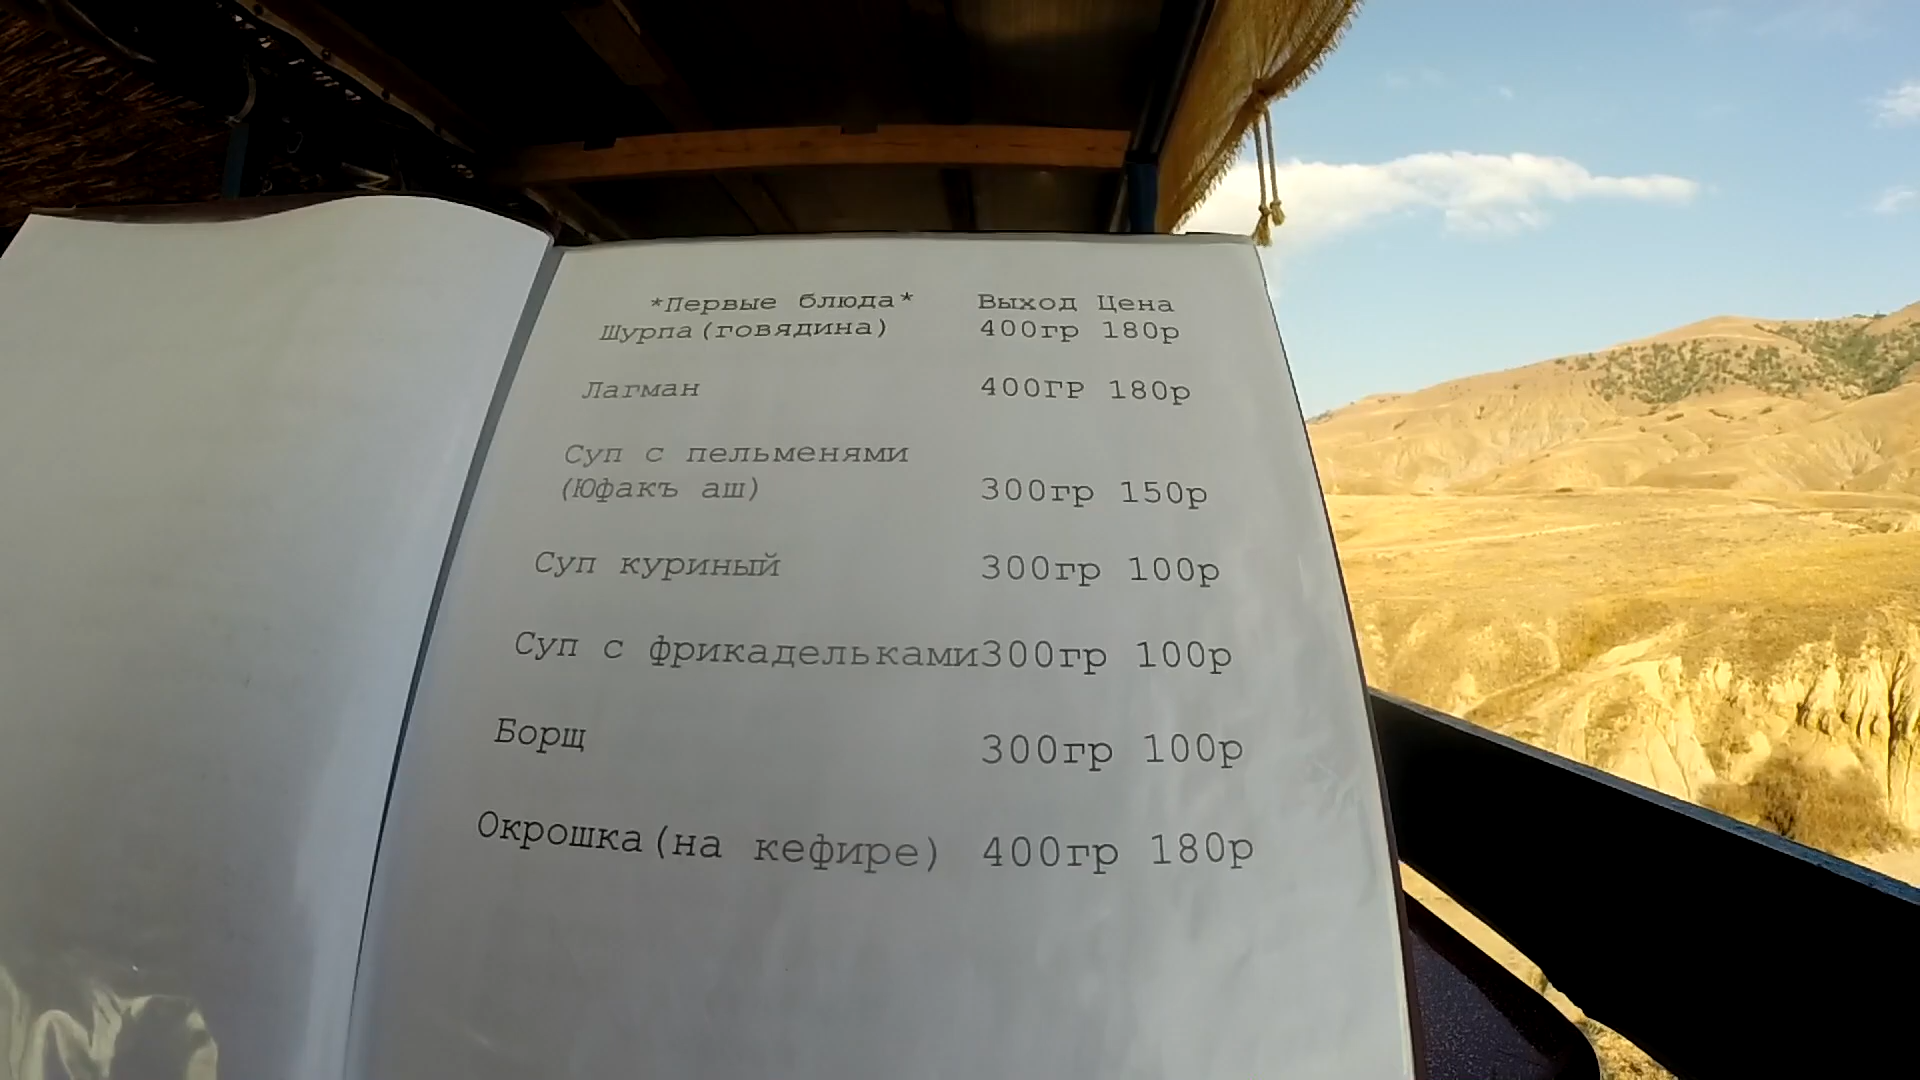 *Первые блюда* Выход Цена
Шурпа(говядина) 400гр 180р
Лагман 400ГР 180р
Суп с пельменями
(Юфакъ аш) 300гр 150р
Суп куриный 300гр 100р
Суп с фрикадельками300гр 100р
Борщ 300гр 100р
Окрошка(на кефире) 400гр 180р